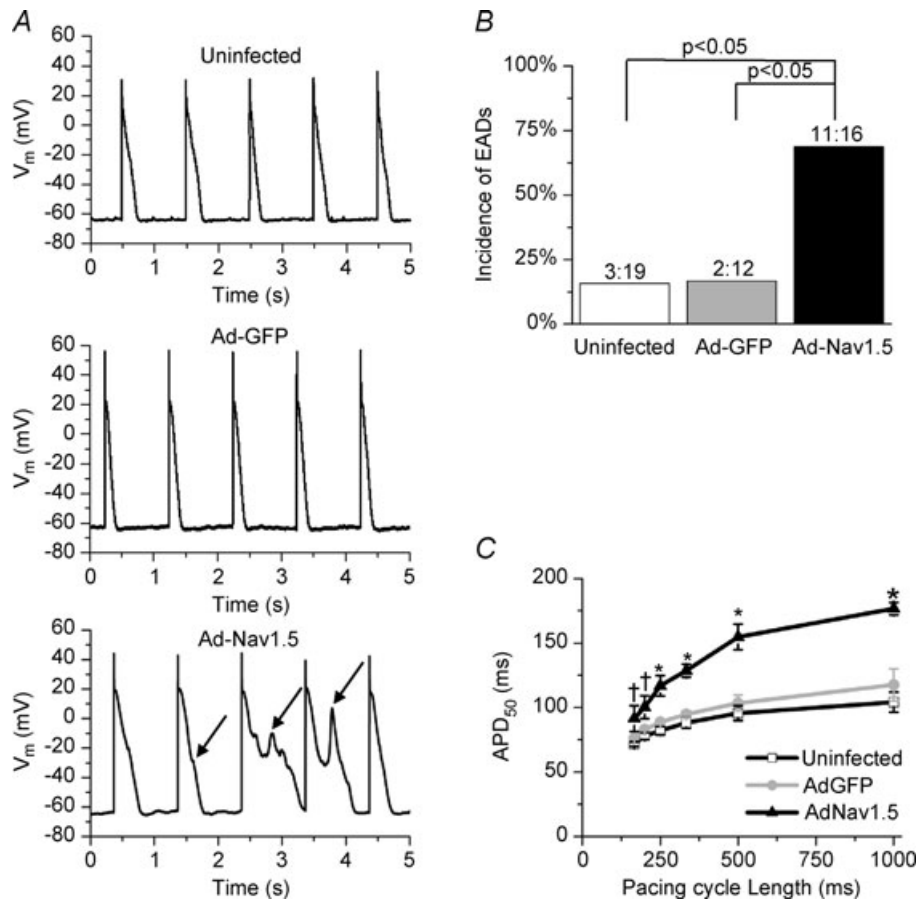 A
Uninfected
60
40
20
0
-20
-40
-60
-80
V_m (mV)
0 1 2 3 4 5
Time (s)
Ad-GFP
60
40
20
0
-20
-40
-60
-80
V_m (mV)
0 1 2 3 4 5
Time (s)
Ad-Nav1.5
60
40
20
0
-20
-40
-60
-80
V_m (mV)
0 1 2 3 4 5
Time (s)
B
p<0.05
p<0.05
100%
75%
50%
25%
0%
Incidence of EADs
3:19
2:12
11:16
Uninfected Ad-GFP Ad-Nav1.5
C
200
150
100
50
0
APD50 (ms)
† † * * * *
Uninfected
AdGFP
AdNav1.5
0 250 500 750 1000
Pacing cycle Length (ms)